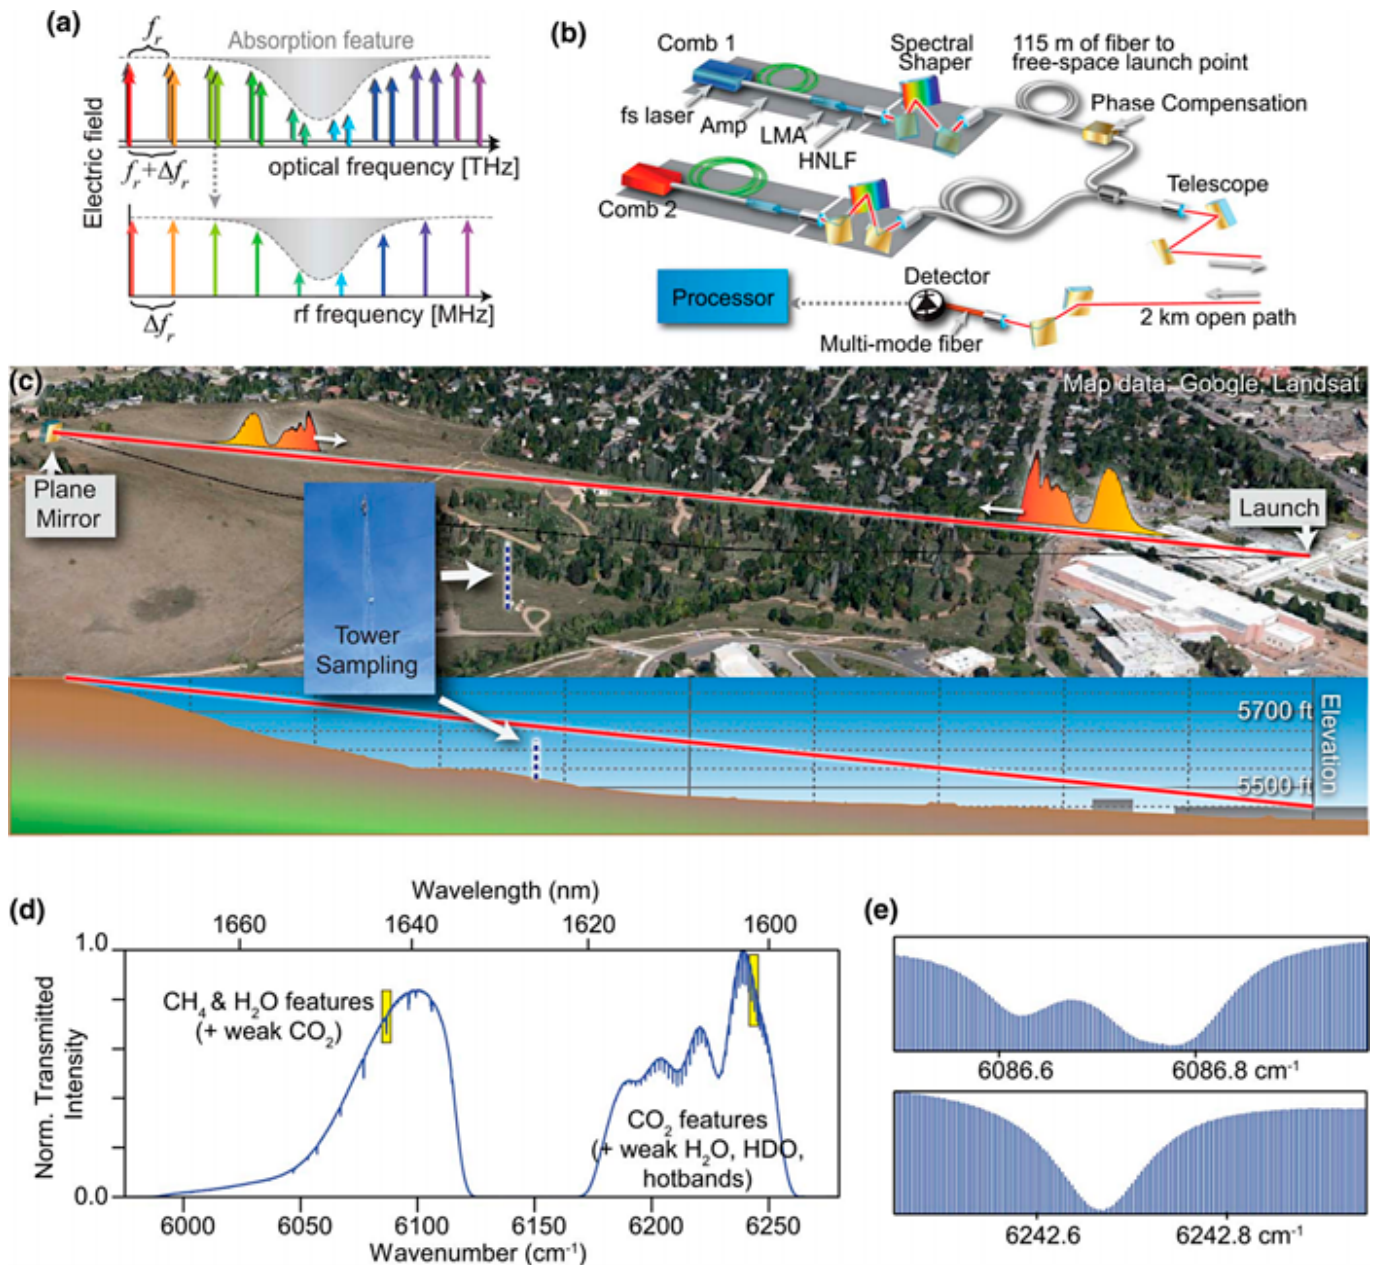 (a)
f_r
Absorption feature
Electric field
f_r + Δf_r
optical frequency [THz]
Δf_r
rf frequency [MHz]
(b)
Comb 1
Spectral
Shaper
115 m of fiber to
free-space launch point
Phase Compensation
fs laser
Amp
LMA
HNLF
Comb 2
Telescope
Detector
Processor
Multi-mode fiber
2 km open path
(c)
Map data: Google, Landsat
Plane
Mirror
Launch
Tower
Sampling
5700 ft
5500 ft
Elevation
(d)
Wavelength (nm)
1660
1640
1620
1600
1.0
CH₄ & H₂O features
(+ weak CO₂)
Norm. Transmitted
Intensity
CO₂ features
(+ weak H₂O, HDO,
hotbands)
0.0
6000
6050
6100
6150
6200
6250
Wavenumber (cm⁻¹)
(e)
6086.6
6086.8 cm⁻¹
6242.6
6242.8 cm⁻¹